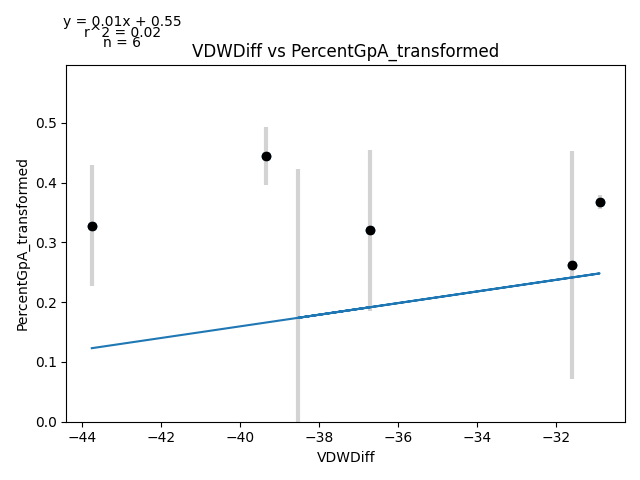 y = 0.01x + 0.55
r^2 = 0.02
n = 6
VDWDiff vs PercentGpA_transformed
PercentGpA_transformed
0.5
0.4
0.3
0.2
0.1
0.0
−44 −42 −40 −38 −36 −34 −32
VDWDiff